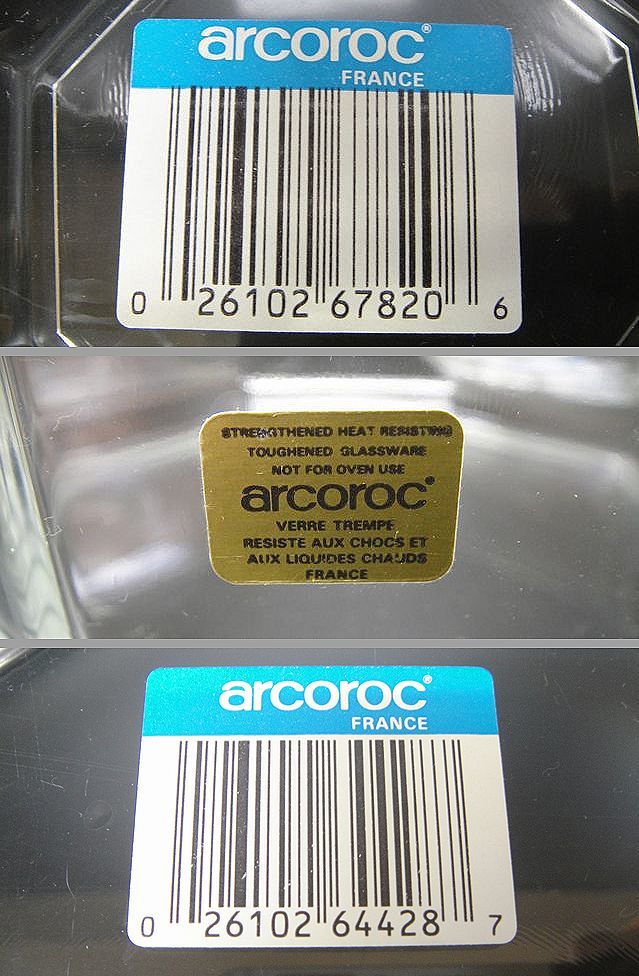 arcoroc®
FRANCE
0 26102 67820 6
STRENGTHENED HEAT RESISTING
TOUGHENED GLASSWARE
NOT FOR OVEN USE
arcoroc®
VERRE TREMPE
RESISTE AUX CHOCS ET
AUX LIQUIDES CHAUDS
FRANCE
arcoroc®
FRANCE
0 26102 64428 7